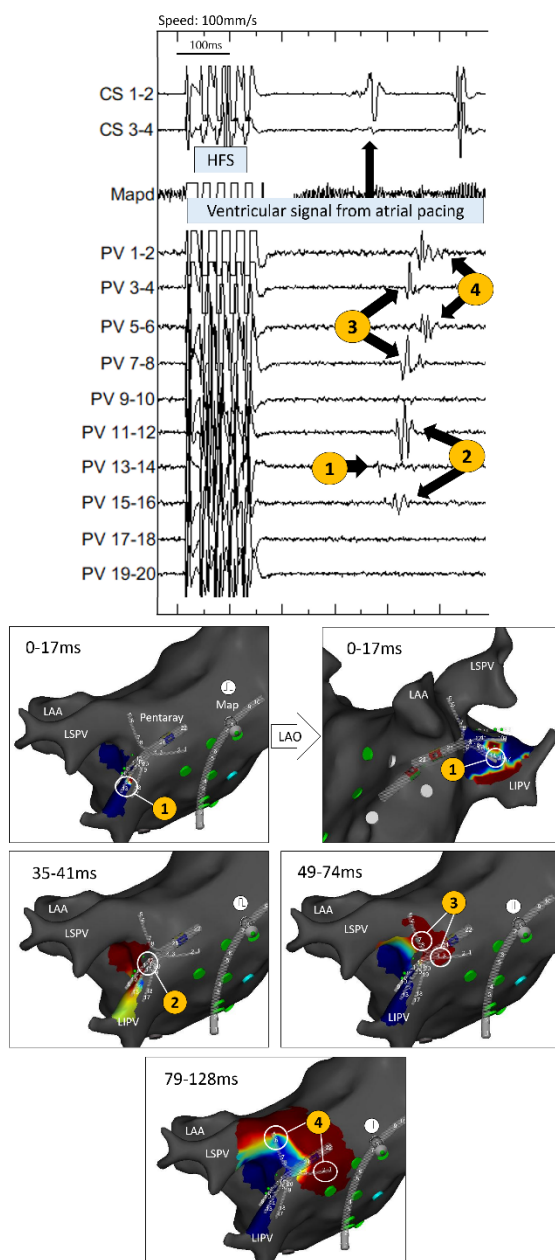 Speed: 100mm/s
100ms
CS 1-2
CS 3-4
HFS
Mapd
Ventricular signal from atrial pacing
PV 1-2
PV 3-4
4
3
PV 5-6
PV 7-8
PV 9-10
PV 11-12
2
PV 13-14
1
PV 15-16
PV 17-18
PV 19-20
0-17ms
LAA
LSPV
Pentaray
Map
1
LIPV
LAO
0-17ms
LSPV
LAA
1
LIPV
35-41ms
LAA
LSPV
2
LIPV
49-74ms
3
LAA
LSPV
LIPV
79-128ms
4
LAA
LSPV
LIPV